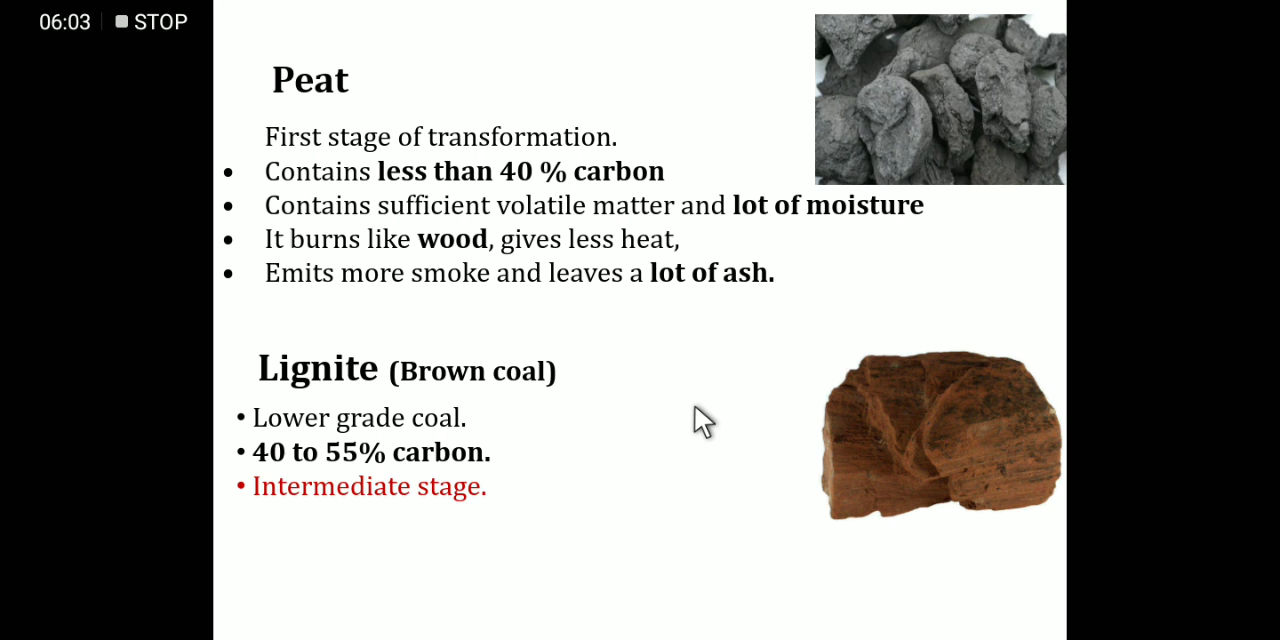 06:03 STOP
Peat
First stage of transformation.
• Contains less than 40 % carbon
• Contains sufficient volatile matter and lot of moisture
• It burns like wood, gives less heat,
• Emits more smoke and leaves a lot of ash.
Lignite (Brown coal)
• Lower grade coal.
• 40 to 55% carbon.
• Intermediate stage.